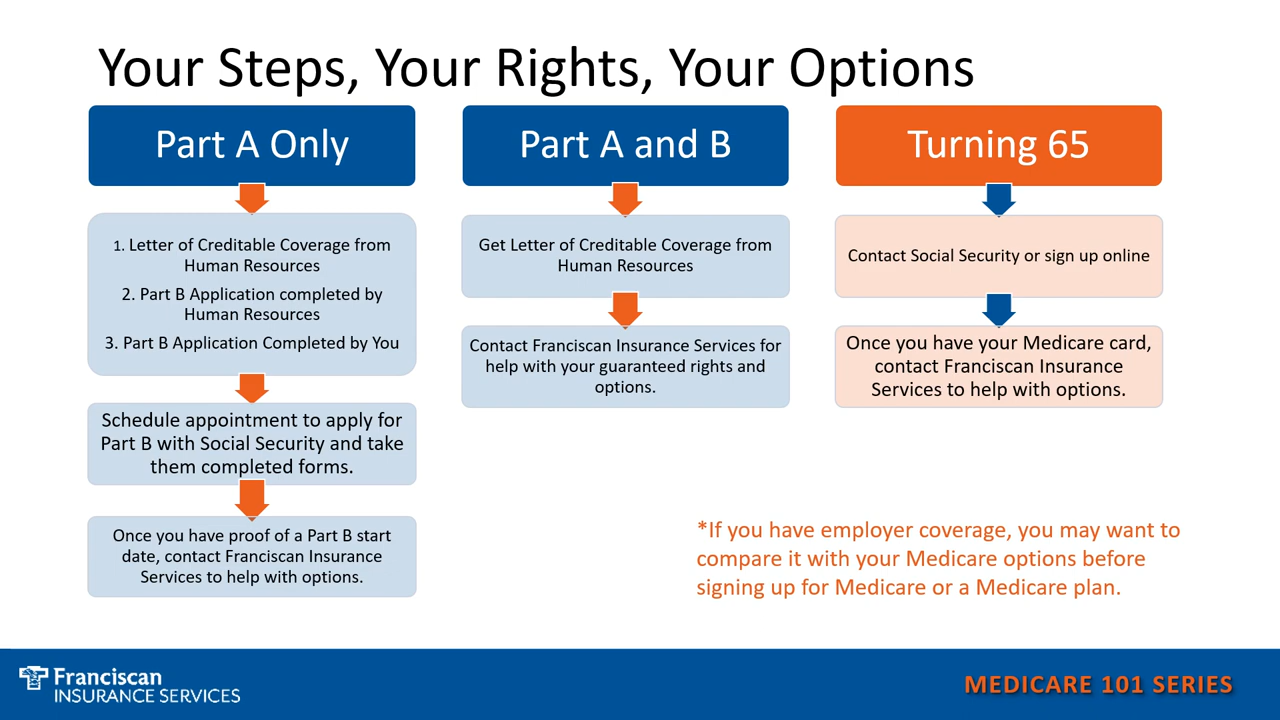 Your Steps, Your Rights, Your Options
Part A Only
1. Letter of Creditable Coverage from
Human Resources
2. Part B Application completed by
Human Resources
3. Part B Application Completed by You
Schedule appointment to apply for
Part B with Social Security and take
them completed forms.
Once you have proof of a Part B start
date, contact Franciscan Insurance
Services to help with options.
Part A and B
Get Letter of Creditable Coverage from
Human Resources
Contact Franciscan Insurance Services for
help with your guaranteed rights and
options.
Turning 65
Contact Social Security or sign up online
Once you have your Medicare card,
contact Franciscan Insurance
Services to help with options.
*If you have employer coverage, you may want to
compare it with your Medicare options before
signing up for Medicare or a Medicare plan.
Franciscan
INSURANCE SERVICES
MEDICARE 101 SERIES